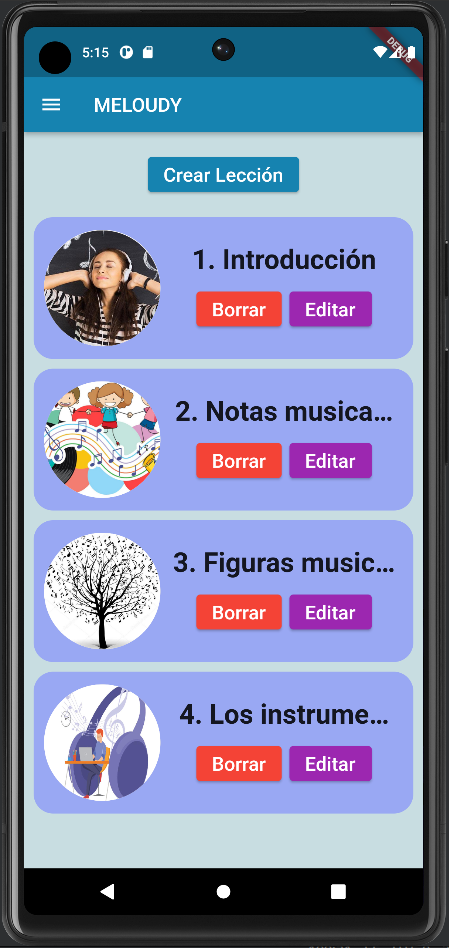 5:15
DEBUG
MELOUDY
Crear Lección
1. Introducción
Borrar Editar
2. Notas musica...
Borrar Editar
3. Figuras music...
Borrar Editar
4. Los instrume...
Borrar Editar